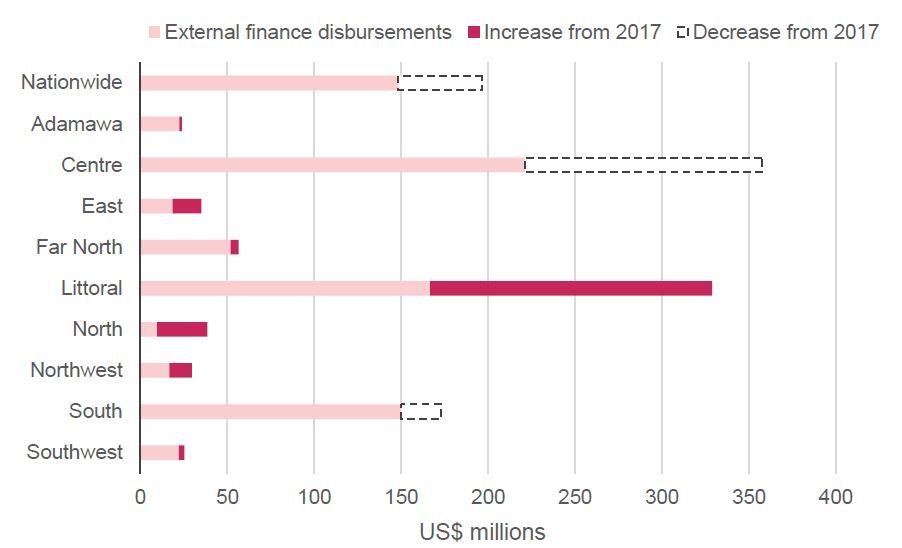 External finance disbursements Increase from 2017 Decrease from 2017
Nationwide
Adamawa
Centre
East
Far North
Littoral
North
Northwest
South
Southwest
0 50 100 150 200 250 300 350 400
US$ millions